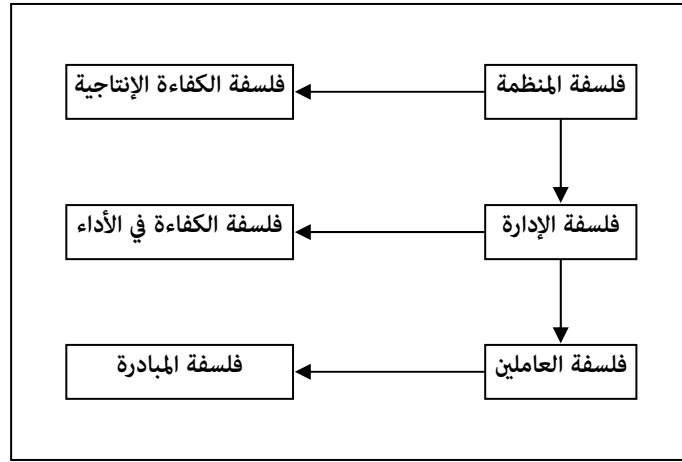 فلسفة المنظمة
فلسفة الكفاءة الإنتاجية
فلسفة الإدارة
فلسفة الكفاءة في الأداء
فلسفة العاملين
فلسفة المبادرة